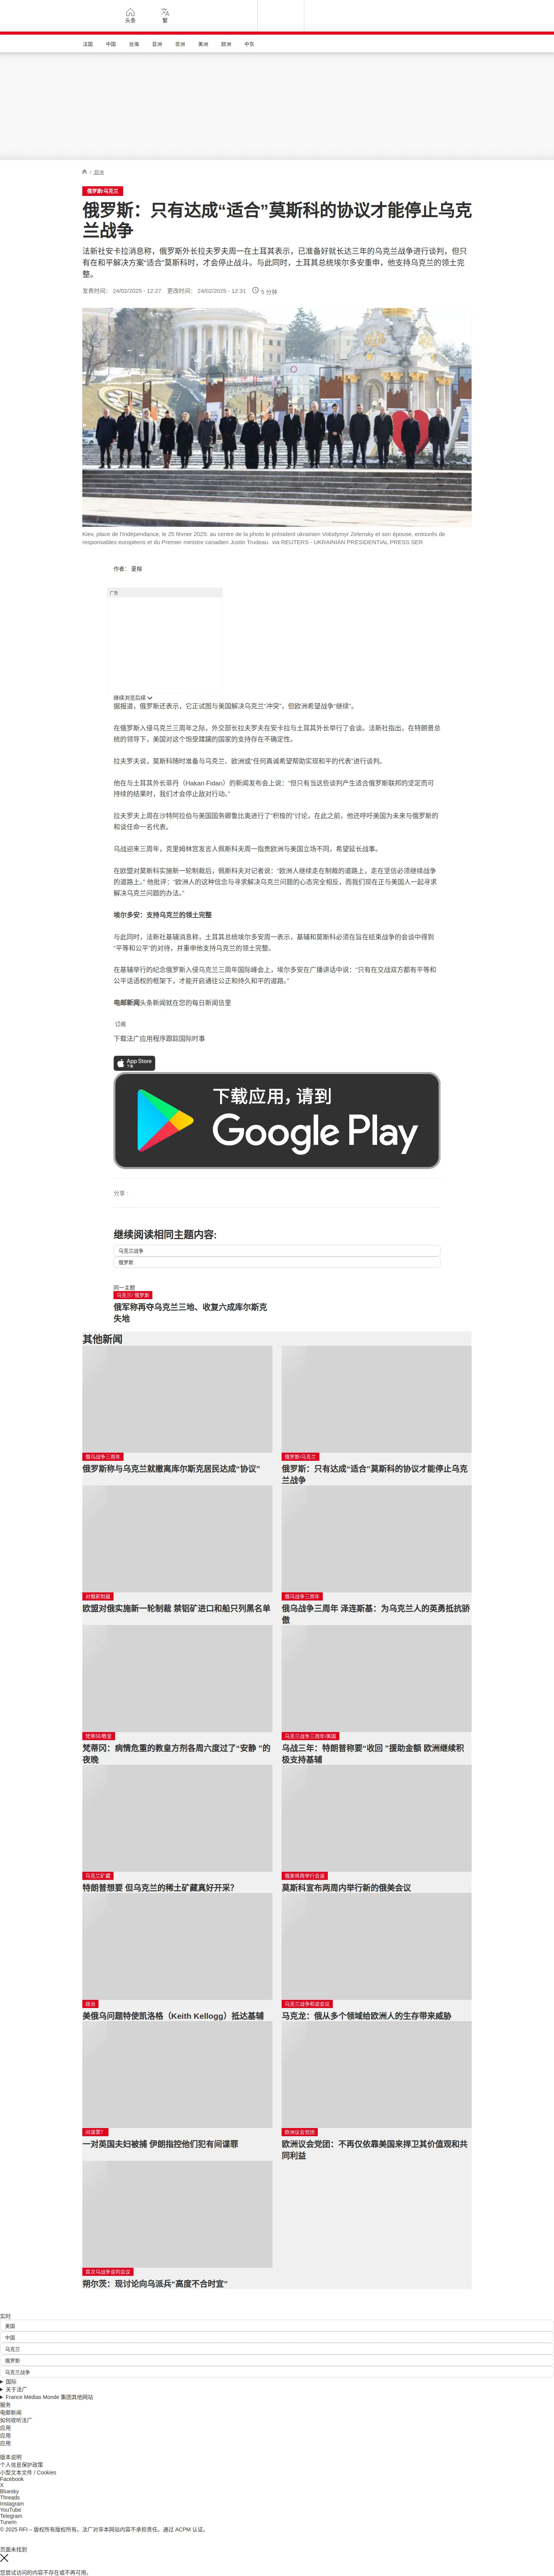 头条
繁
法国 中国 台海 亚洲 非洲 美洲 欧洲 中东
/ 欧洲
俄罗斯/乌克兰
俄罗斯：只有达成“适合”莫斯科的协议才能停止乌克
兰战争
法新社安卡拉消息称，俄罗斯外长拉夫罗夫周一在土耳其表示，已准备好就长达三年的乌克兰战争进行谈判，但只
有在和平解决方案“适合”莫斯科时，才会停止战斗。与此同时，土耳其总统埃尔多安重申，他支持乌克兰的领土完
整。
发表时间： 24/02/2025 - 12:27 更改时间： 24/02/2025 - 12:31 5 分钟
Kiev, place de l'Indépendance, le 25 février 2025: au centre de la photo le président ukrainien Volodymyr Zelensky et son épouse, entourés de
responsables européens et du Premier ministre canadien Justin Trudeau. via REUTERS - UKRAINIAN PRESIDENTIAL PRESS SER
作者： 夏榕
广告
继续浏览后续
据报道，俄罗斯还表示，它正试图与美国解决乌克兰“冲突”，但欧洲希望战争“继续”。
在俄罗斯入侵乌克兰三周年之际，外交部长拉夫罗夫在安卡拉与土耳其外长举行了会谈。法新社指出，在特朗普总
统的领导下，美国对这个饱受蹂躏的国家的支持存在不确定性。
拉夫罗夫说，莫斯科随时准备与乌克兰、欧洲或“任何真诚希望帮助实现和平的代表”进行谈判。
他在与土耳其外长菲丹（Hakan Fidan）的新闻发布会上说：“但只有当这些谈判产生适合俄罗斯联邦的坚定而可
持续的结果时，我们才会停止敌对行动。”
拉夫罗夫上周在沙特阿拉伯与美国国务卿鲁比奥进行了“积极的”讨论，在此之前，他还呼吁美国为未来与俄罗斯的
和谈任命一名代表。
乌战迎来三周年，克里姆林宫发言人佩斯科夫周一指责欧洲与美国立场不同，希望延长战事。
在欧盟对莫斯科实施新一轮制裁后，佩斯科夫对记者说：“欧洲人继续走在制裁的道路上，走在坚信必须继续战争
的道路上。” 他批评：“欧洲人的这种信念与寻求解决乌克兰问题的心态完全相反，而我们现在正与美国人一起寻求
解决乌克兰问题的办法。”
埃尔多安：支持乌克兰的领土完整
与此同时，法新社基辅消息称，土耳其总统埃尔多安周一表示，基辅和莫斯科必须在旨在结束战争的会谈中得到
“平等和公平”的对待，并重申他支持乌克兰的领土完整。
在基辅举行的纪念俄罗斯入侵乌克兰三周年国际峰会上，埃尔多安在广播讲话中说：“只有在交战双方都有平等和
公平话语权的框架下，才能开启通往公正和持久和平的道路。”
电邮新闻头条新闻就在您的每日新闻信里
订阅
下载法广应用程序跟踪国际时事
App Store
下载
下载应用，请到
Google Play
分享 :
继续阅读相同主题内容:
乌克兰战争
俄罗斯
同一主题
乌克兰/ 俄罗斯
俄军称再夺乌克兰三地、收复六成库尔斯克
失地
其他新闻
俄乌战争三周年
俄罗斯称与乌克兰就撤离库尔斯克居民达成“协议”
俄罗斯/乌克兰
俄罗斯：只有达成“适合”莫斯科的协议才能停止乌克
兰战争
对俄新制裁
欧盟对俄实施新一轮制裁 禁铝矿进口和船只列黑名单
俄乌战争三周年
俄乌战争三周年 泽连斯基：为乌克兰人的英勇抵抗骄
傲
梵蒂冈/教皇
梵蒂冈：病情危重的教皇方剂各周六度过了“安静 ”的
夜晚
乌克兰战争三周年/美国
乌战三年：特朗普称要“收回 ”援助金额 欧洲继续积
极支持基辅
乌克兰矿藏
特朗普想要 但乌克兰的稀土矿藏真好开采？
俄美将再举行会谈
莫斯科宣布两周内举行新的俄美会议
政治
美俄乌问题特使凯洛格（Keith Kellogg）抵达基辅
乌克兰战争和谈会议
马克龙：俄从多个领域给欧洲人的生存带来威胁
间谍罪?
一对英国夫妇被捕 伊朗指控他们犯有间谍罪
欧洲议会党团
欧洲议会党团：不再仅依靠美国来捍卫其价值观和共
同利益
首次乌战争谈判会议
朔尔茨：现讨论向乌派兵“高度不合时宜”
实时
美国
中国
乌克兰
俄罗斯
乌克兰战争
国际
关于法广
France Médias Monde 集团其他网站
服务
电邮新闻
如何收听法广
应用
应用
应用
版本说明
个人信息保护政策
小型文本文件 / Cookies
Facebook
X
Bluesky
Threads
Instagram
YouTube
Telegram
TuneIn
© 2025 RFI – 版权所有版权所有。法广对非本网站内容不承担责任。通过 ACPM 认证。
页面未找到
您尝试访问的内容不存在或不再可用。